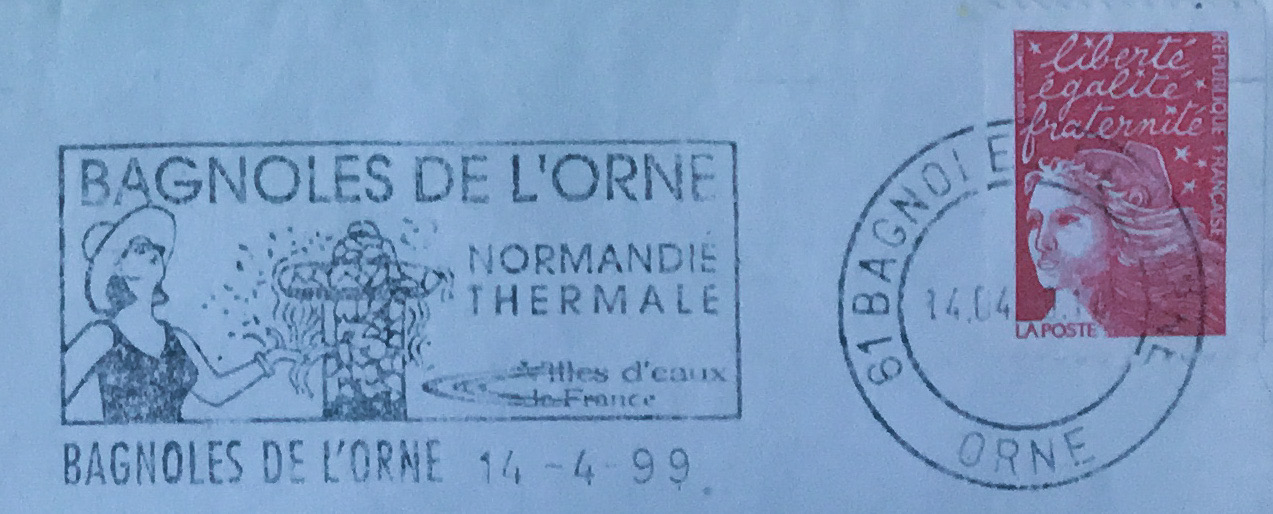 BAGNOLES DE L'ORNE
NORMANDIE
THERMALE
Villes d'eaux
de France
BAGNOLES DE L'ORNE 14 -4 -99
liberté
égalité
fraternité
RÉPUBLIQUE FRANÇAISE
LA POSTE
61 BAGNOLE
14.04
ORNE